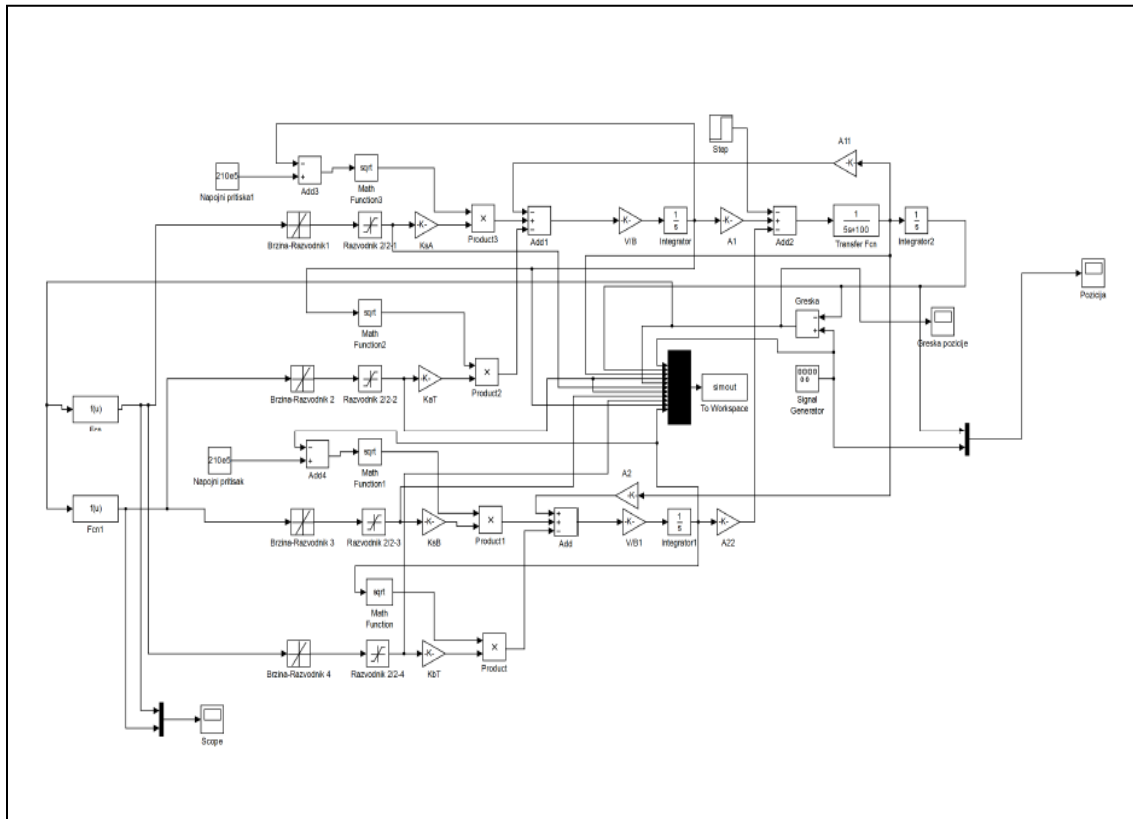 Step
A11
-K-
210e5
Napojni pritisak1
Add3
sqrt
Math
Function3
Brzina-Razvodnik1
Razvodnik 2/2-1
-K-
KsA
×
Product3
Add1
-K-
V/B
1
s
Integrator
-K-
A1
Add2
1
5s+100
Transfer Fcn
1
s
Integrator2
Pozicija
sqrt
Math
Function2
Greska
Greska pozicije
Brzina-Razvodnik 2
Razvodnik 2/2-2
-K-
KaT
×
Product2
simout
To Workspace
Signal
Generator
f(u)
210e5
Napojni pritisak
Add4
sqrt
Math
Function1
A2
-K-
f(u)
Fcn1
Brzina-Razvodnik 3
Razvodnik 2/2-3
-K-
KsB
×
Product1
Add
-K-
V/B1
1
s
Integrator1
-K-
A22
sqrt
Math
Function
Brzina-Razvodnik 4
Razvodnik 2/2-4
-K-
KbT
×
Product
Scope